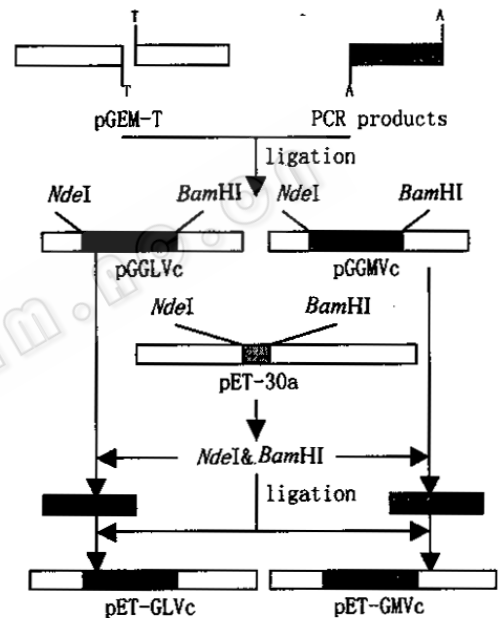 T A
T A
pGEM-T PCR products
ligation
NdeI BamHI NdeI BamHI
pGGLVc pGGMVc
NdeI BamHI
pET-30a
NdeI&BamHI
ligation
pET-GLVc pET-GMVc